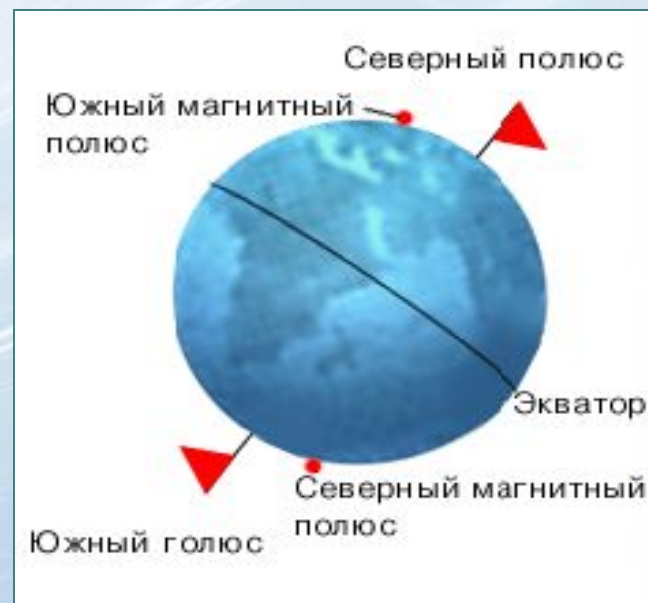 Северный полюс
Южный магнитный
полюс
Экватор
Северный магнитный
полюс
Южный голюс